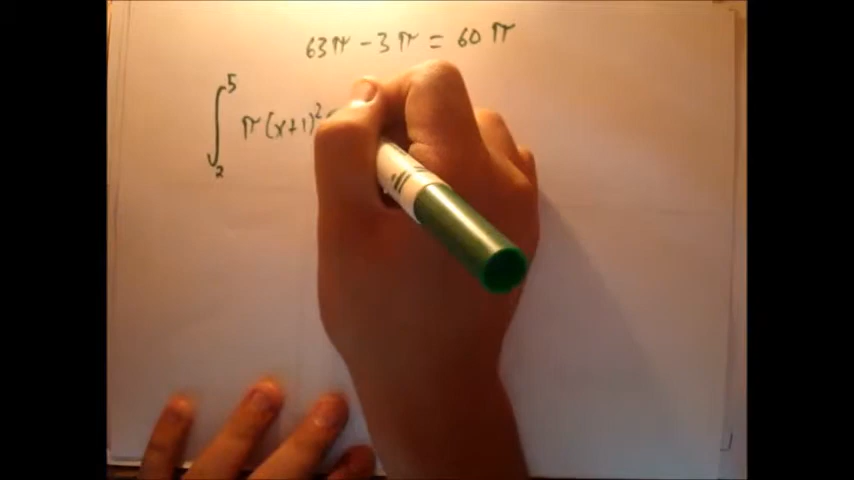 63π - 3π = 60π
∫₂⁵ π(x+1)²